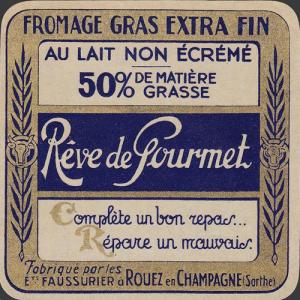 FROMAGE GRAS EXTRA FIN
AU LAIT NON ÉCRÉMÉ
50% DE MATIÈRE GRASSE
Rêve de Gourmet
Complète un bon repas...
Répare un mauvais.
Fabriqué par les
Ets FAUSSURIER à ROUEZ en CHAMPAGNE (Sarthe)